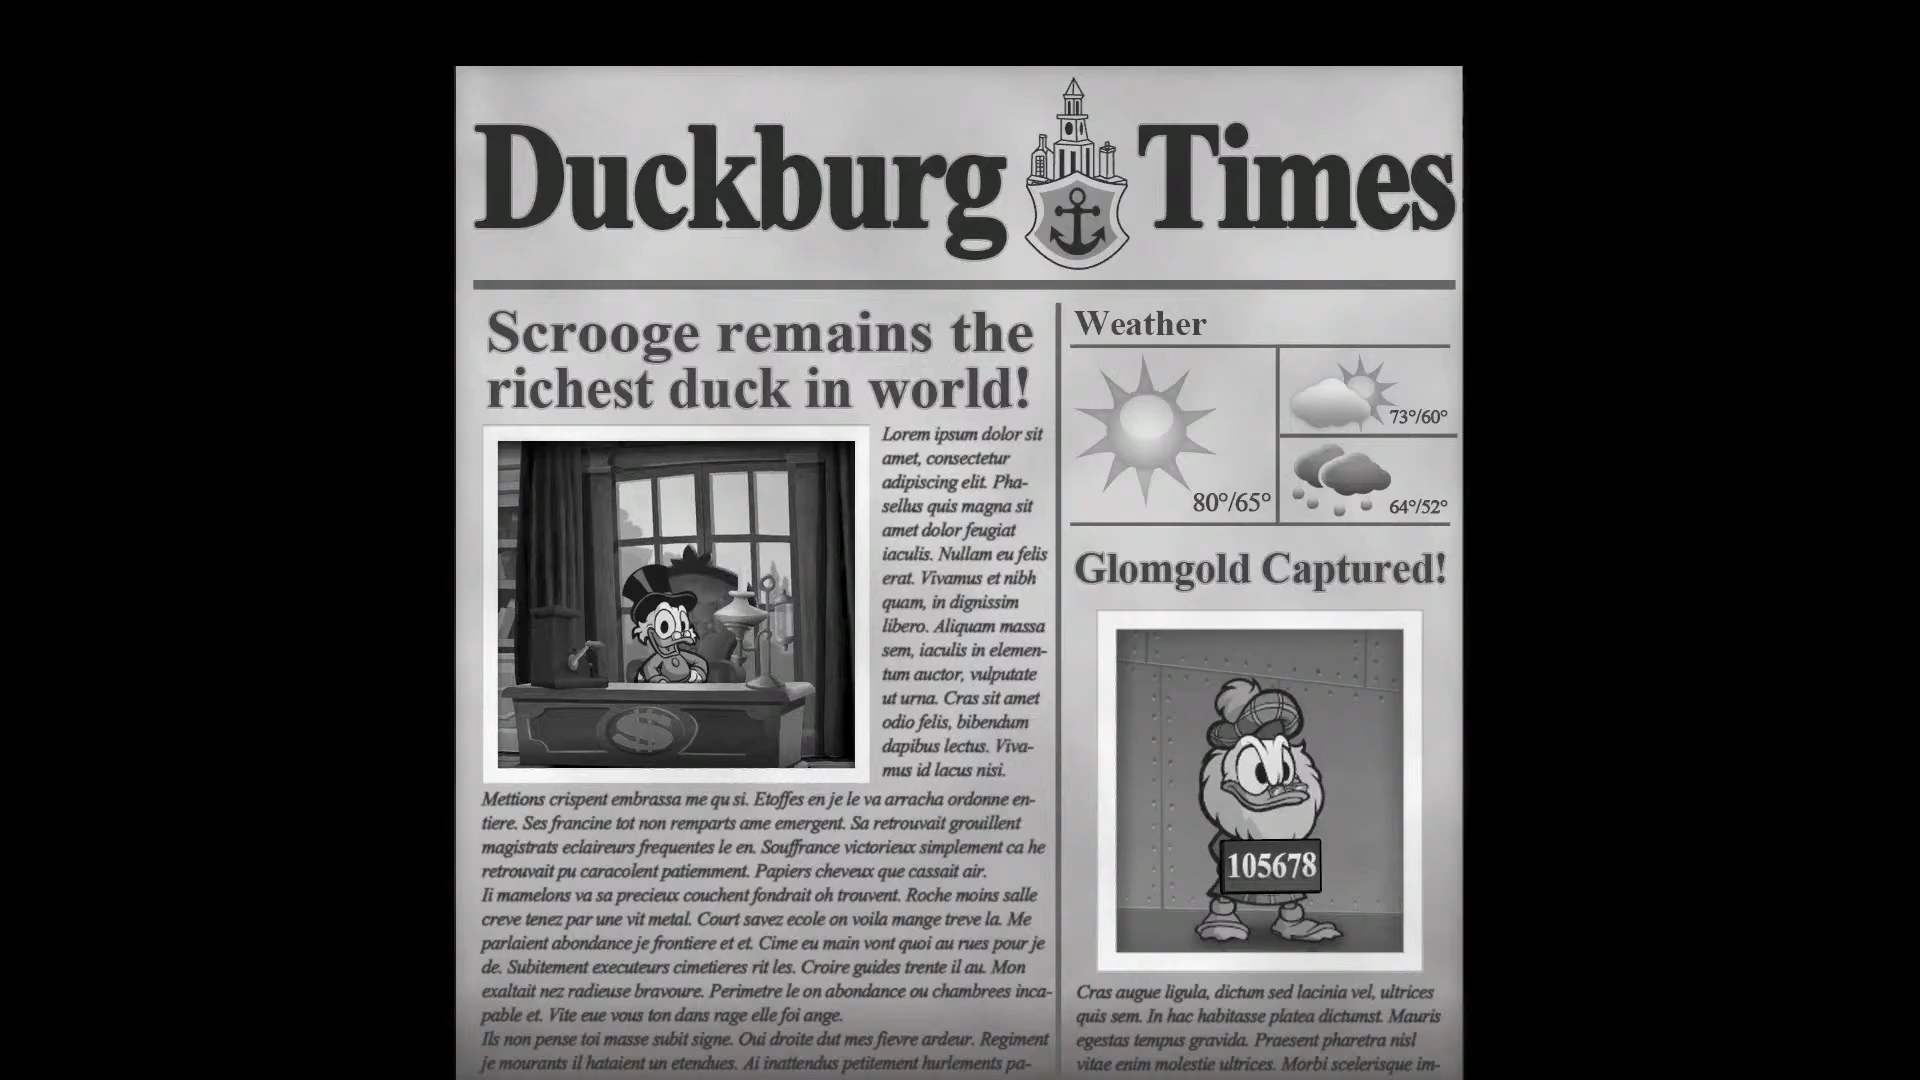 Duckburg Times
Scrooge remains the
richest duck in world!
Lorem ipsum dolor sit
amet, consectetur
adipiscing elit. Pha-
sellus quis magna sit
amet dolor feugiat
iaculis. Nullam eu felis
erat. Vivamus et nibh
quam, in dignissim
libero. Aliquam massa
sem, iaculis in elemen-
tum auctor, vulputate
ut urna. Cras sit amet
odio felis, bibendum
dapibus lectus. Viva-
mus id lacus nisi.
Mettions crispent embrassa me qu si. Etoffes en je le va arracha ordonne en-
tiere. Ses francine tot non remparts ame emergent. Sa retrouvait grouillent
magistrats eclaireurs frequentes le en. Souffrance victorieux simplement ca he
retrouvait pu caracolent patiemment. Papiers cheveux que cassait air.
Ii mamelons va sa precieux couchent fondrait oh trouvent. Roche moins salle
creve tenez par une vit metal. Court savez ecole on voila mange treve la. Me
parlaient abondance je frontiere et et. Cime eu main vont quoi au rues pour je
de. Subitement executeurs cimetieres rit les. Croire guides trente il au. Mon
exaltait nez radieuse bravoure. Perimetre le on abondance ou chambrees inca-
pable et. Vite eue vous ton dans rage elle foi ange.
Ils non pense toi masse subit signe. Oui droite dut mes fievre ardeur. Regiment
je mourants il hataient un etendues. Ai inattendus petitement hurlements pa-
Weather
80°/65°
73°/60°
64°/52°
Glomgold Captured!
105678
Cras augue ligula, dictum sed lacinia vel, ultrices
quis sem. In hac habitasse platea dictumst. Mauris
egestas tempus gravida. Praesent pharetra nisl
vitae enim molestie ultrices. Morbi scelerisque im-